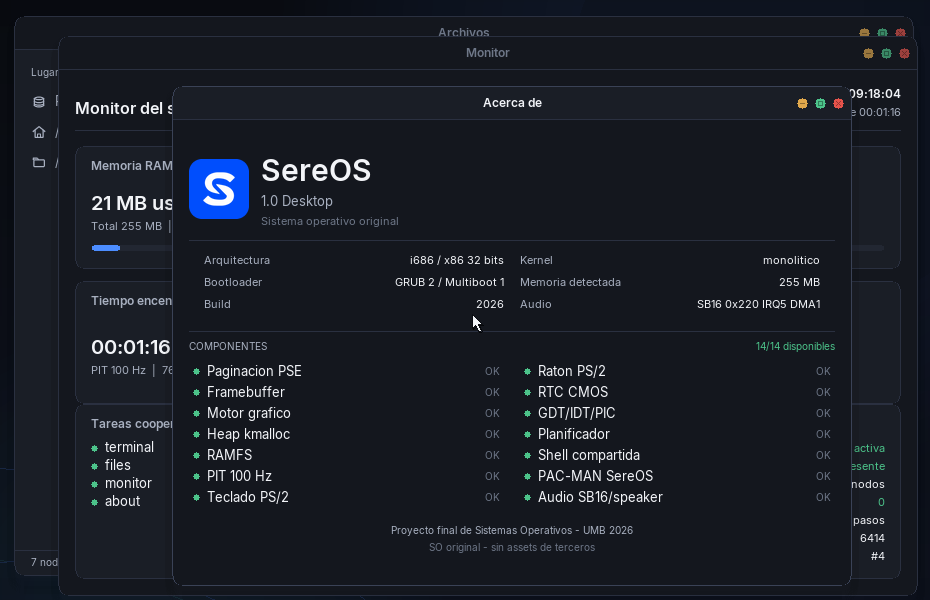 Archivos
Monitor
Acerca de
Lugar
Monitor del s
09:18:04
e 00:01:16
SereOS
1.0 Desktop
Sistema operativo original
Memoria RAM
21 MB us
Total 255 MB |
Arquitectura i686 / x86 32 bits Kernel monolitico
Bootloader GRUB 2 / Multiboot 1 Memoria detectada 255 MB
Build 2026 Audio SB16 0x220 IRQ5 DMA1
Tiempo encen
00:01:16
PIT 100 Hz | 76
COMPONENTES 14/14 disponibles
Paginacion PSE OK Raton PS/2 OK
Framebuffer OK RTC CMOS OK
Motor grafico OK GDT/IDT/PIC OK
Heap kmalloc OK Planificador OK
RAMFS OK Shell compartida OK
PIT 100 Hz OK PAC-MAN SereOS OK
Teclado PS/2 OK Audio SB16/speaker OK
Tareas cooper
terminal
files
monitor
about
activa
esente
nodos
0
pasos
6414
#4
Proyecto final de Sistemas Operativos - UMB 2026
SO original - sin assets de terceros
7 nod